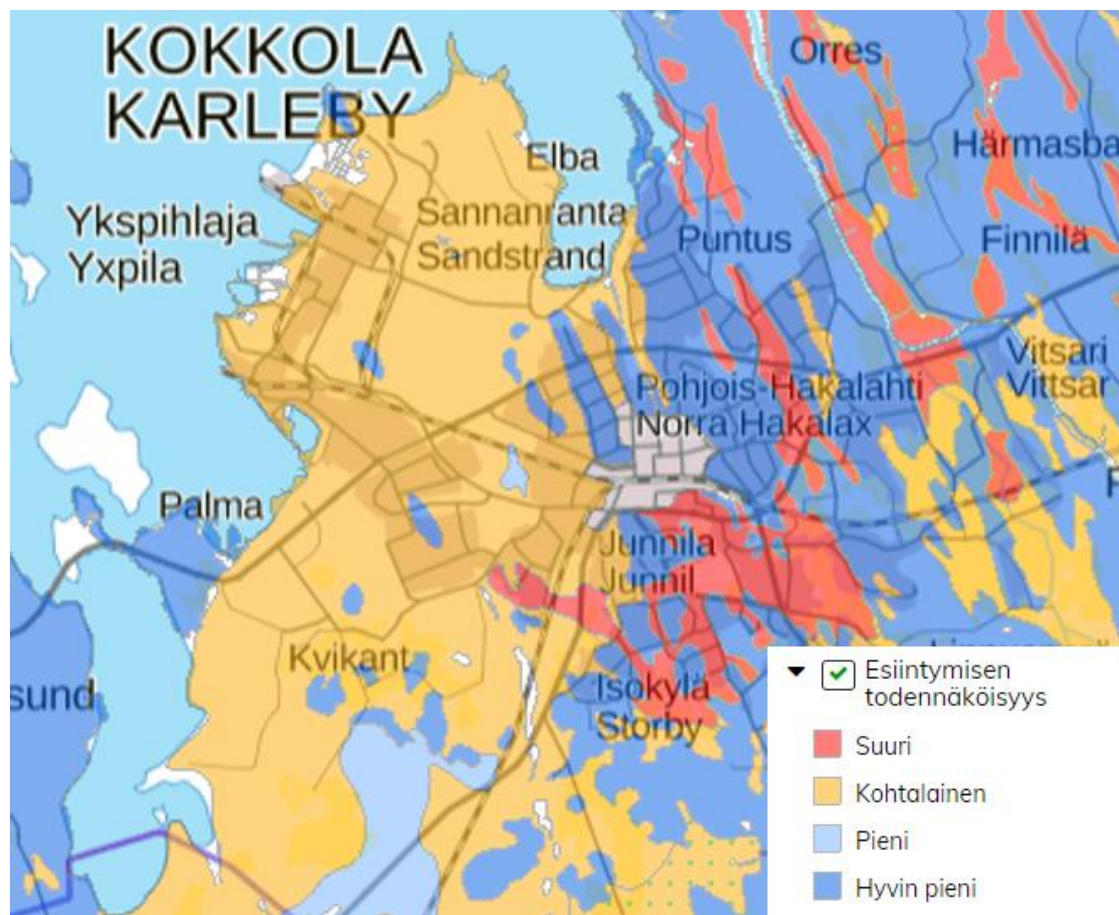 KOKKOLA
KARLEBY
Orres
Härmasba
Elba
Ykspihlaja
Yxpila
Sannanranta
Sandstrand
Puntus
Finnilä
Vitsari
Vittsar
Pohjois-Hakalahti
Norra Hakalax
Palma
Junnila
Junnil
Kvikant
sund
Isokylä
Storby
Esiintymisen
todennäköisyys
Suuri
Kohtalainen
Pieni
Hyvin pieni